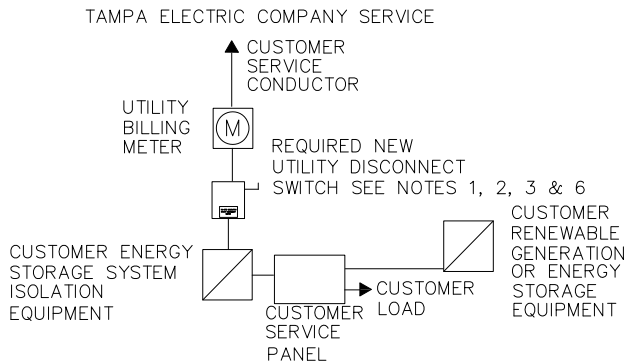 TAMPA ELECTRIC COMPANY SERVICE
CUSTOMER
SERVICE
CONDUCTOR
UTILITY
BILLING
METER
M
REQUIRED NEW
UTILITY DISCONNECT
SWITCH SEE NOTES 1, 2, 3 & 6
CUSTOMER ENERGY
STORAGE SYSTEM
ISOLATION
EQUIPMENT
CUSTOMER
SERVICE
PANEL
CUSTOMER
LOAD
CUSTOMER
RENEWABLE
GENERATION
OR ENERGY
STORAGE
EQUIPMENT